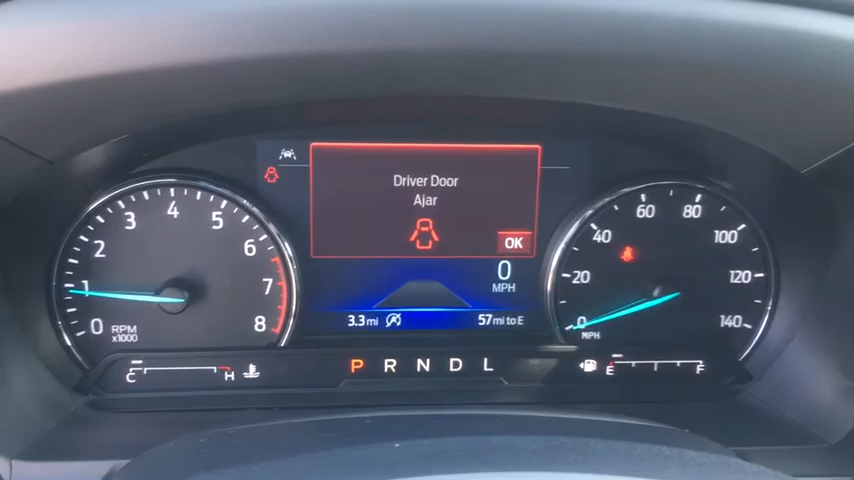 Driver Door
Ajar
OK
0
MPH
3.3 mi
57 mi to E
0
1
2
3
4
5
6
7
8
RPM
x1000
0
20
40
60
80
100
120
140
MPH
C
H
P R N D L
E
F